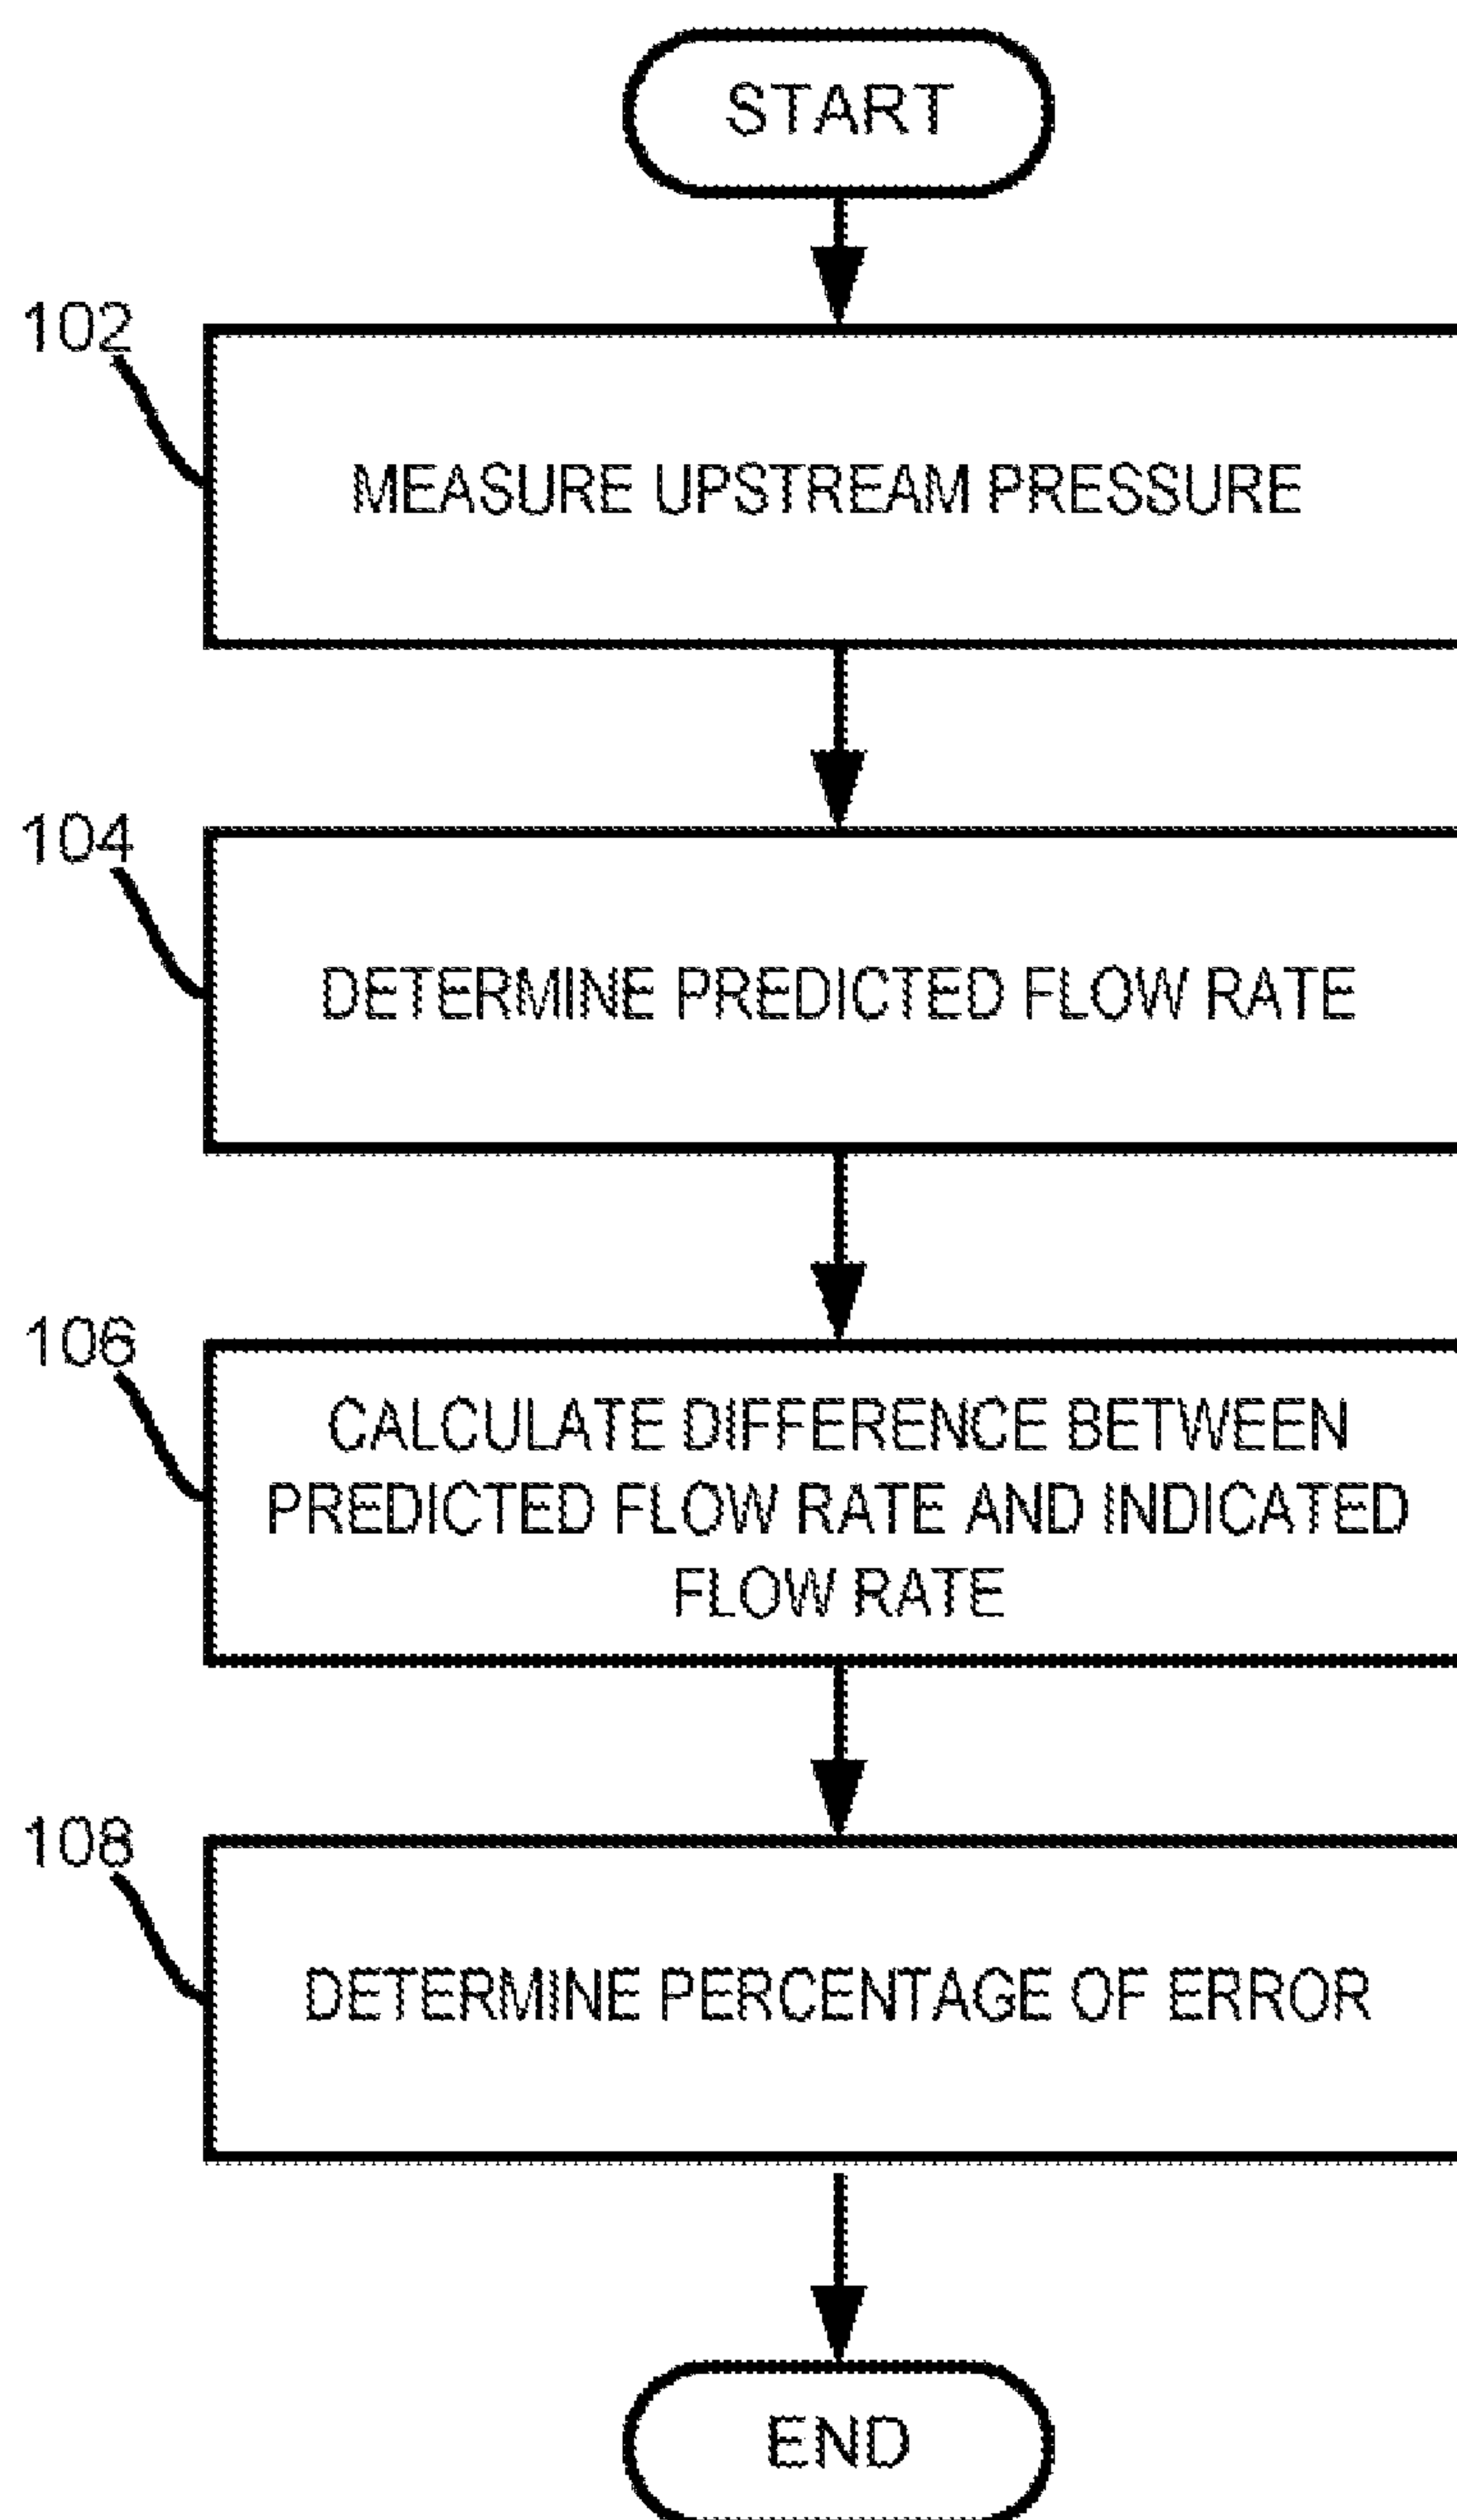 START
102
MEASURE UPSTREAM PRESSURE
104
DETERMINE PREDICTED FLOW RATE
106
CALCULATE DIFFERENCE BETWEEN
PREDICTED FLOW RATE AND INDICATED
FLOW RATE
108
DETERMINE PERCENTAGE OF ERROR
END